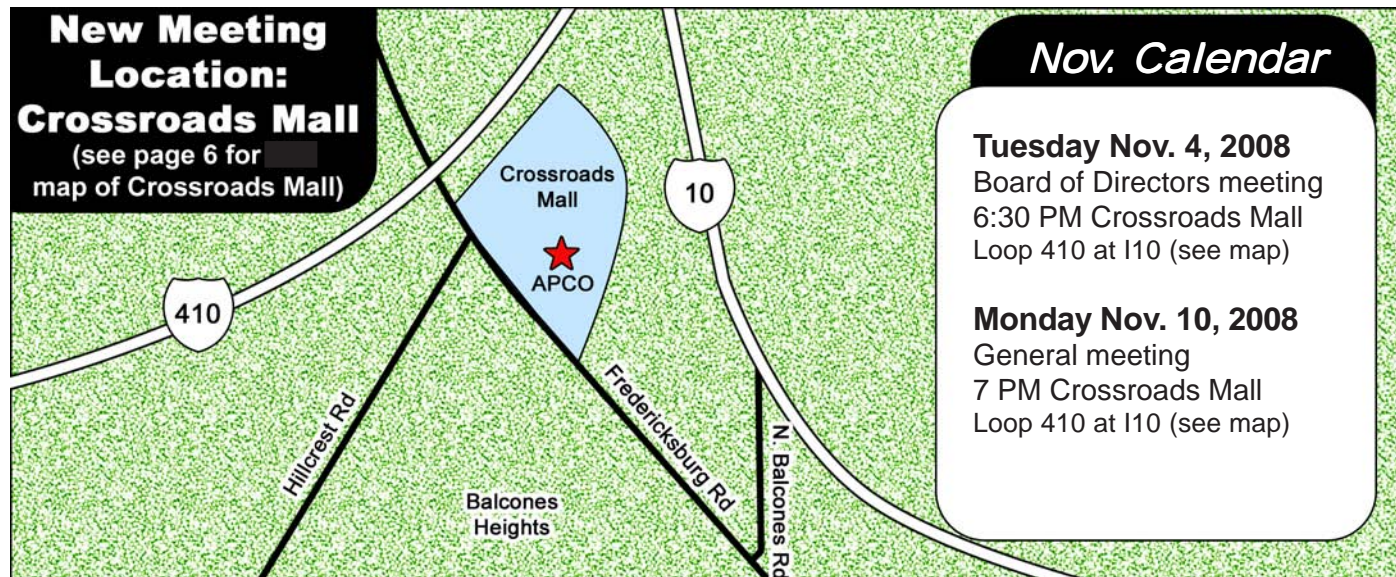 New Meeting
Location:
Crossroads Mall
(see page 6 for
map of Crossroads Mall)
Crossroads
Mall
APCO
10
410
Hillcrest Rd
Fredericksburg Rd
N. Balcones Rd
Balcones
Heights
Nov. Calendar
Tuesday Nov. 4, 2008
Board of Directors meeting
6:30 PM Crossroads Mall
Loop 410 at I10 (see map)
Monday Nov. 10, 2008
General meeting
7 PM Crossroads Mall
Loop 410 at I10 (see map)